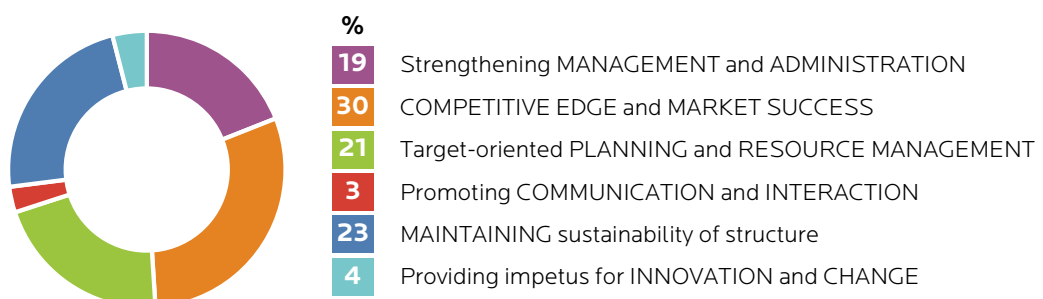 %
19 Strengthening MANAGEMENT and ADMINISTRATION
30 COMPETITIVE EDGE and MARKET SUCCESS
21 Target-oriented PLANNING and RESOURCE MANAGEMENT
3 Promoting COMMUNICATION and INTERACTION
23 MAINTAINING sustainability of structure
4 Providing impetus for INNOVATION and CHANGE